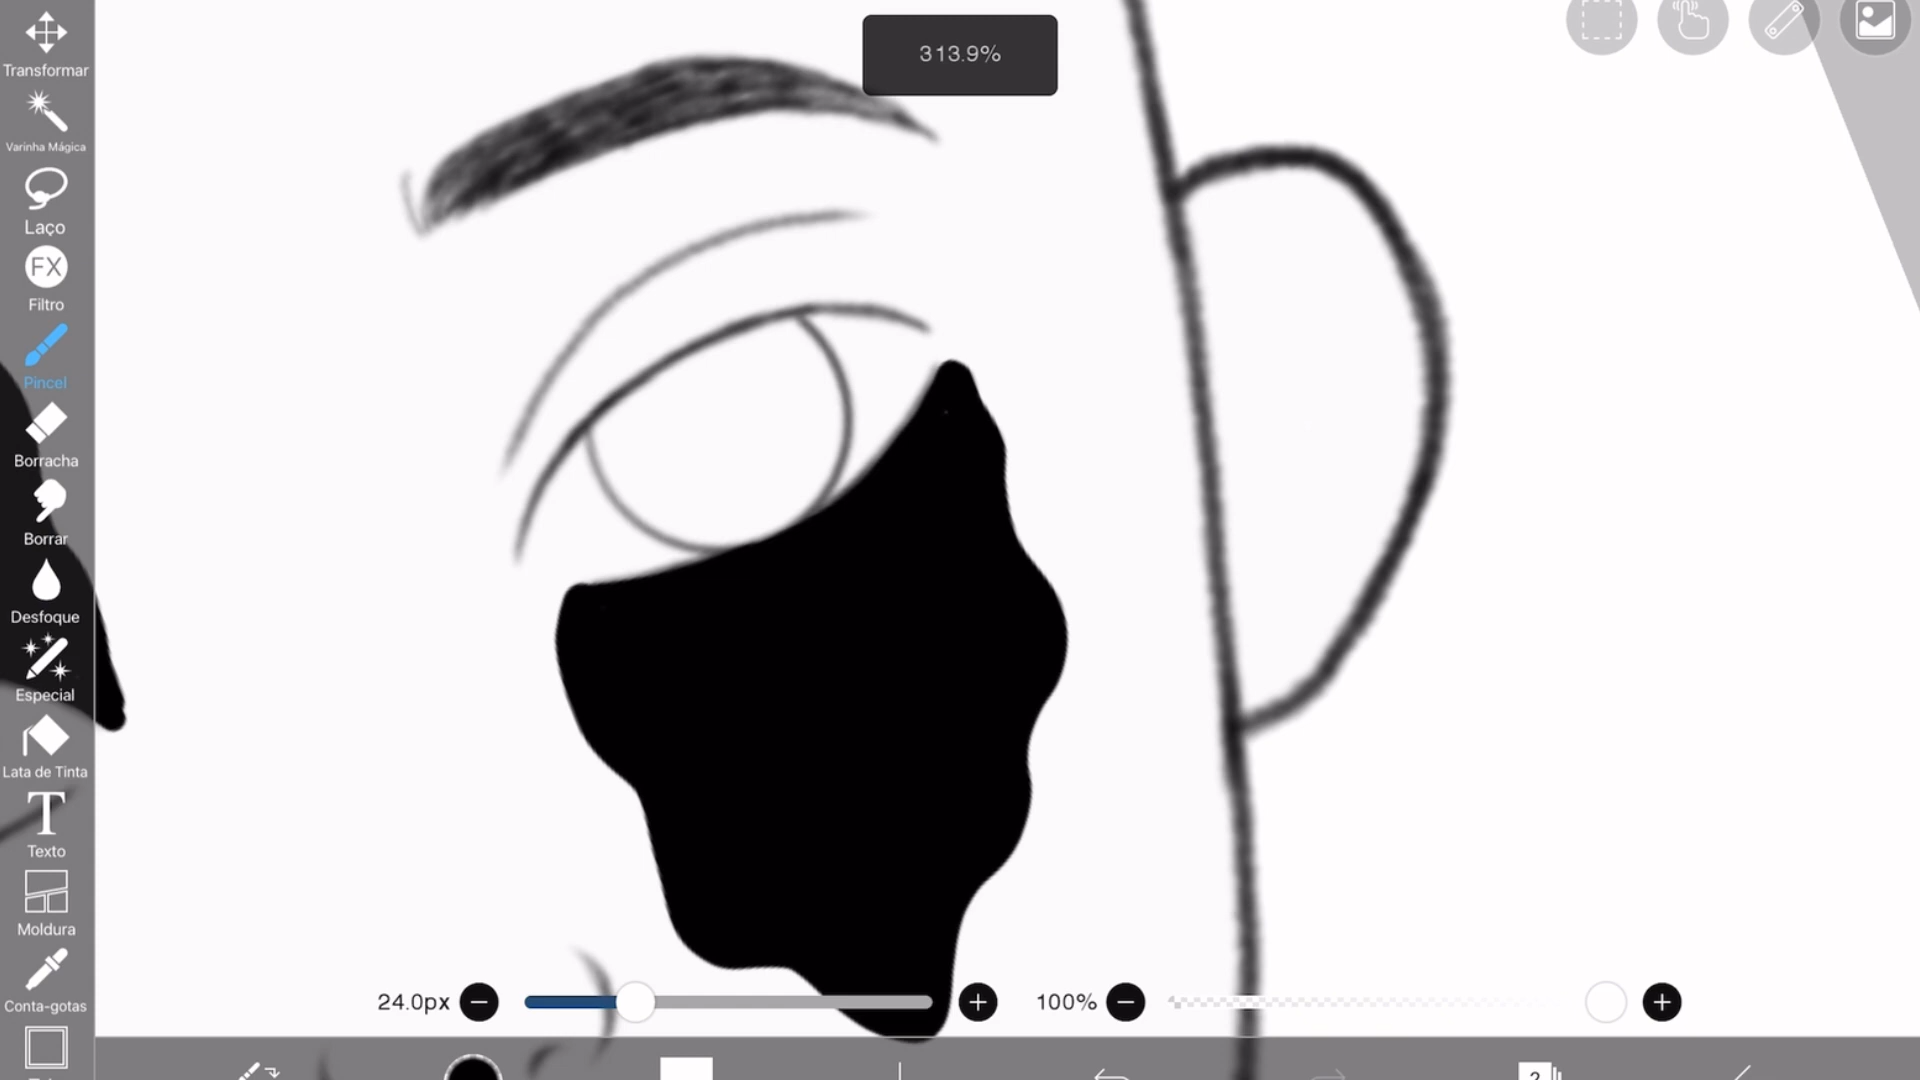 313.9%
Transformar
Varinha Mágica
Laço
FX
Filtro
Pincel
Borracha
Borrar
Desfoque
Especial
Lata de Tinta
T
Texto
Moldura
Conta-gotas
24.0px
100%
2